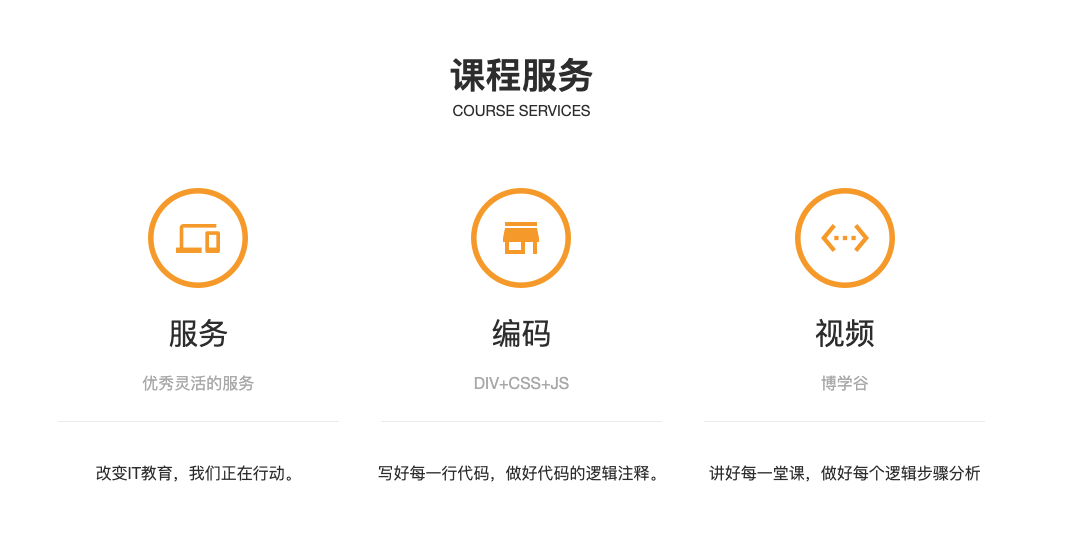 课程服务
COURSE SERVICES
服务
编码
视频
优秀灵活的服务
DIV+CSS+JS
博学谷
改变IT教育，我们正在行动。
写好每一行代码，做好代码的逻辑注释。
讲好每一堂课，做好每个逻辑步骤分析